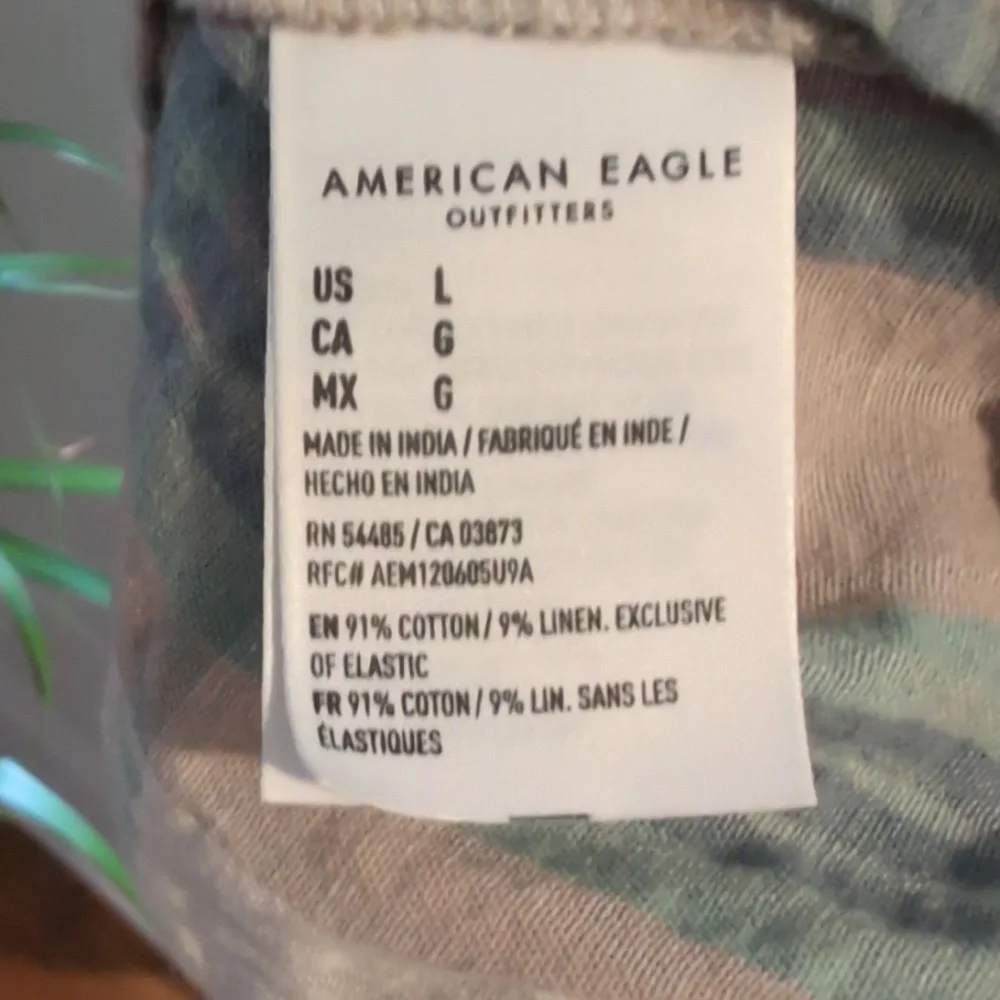 AMERICAN EAGLE
OUTFITTERS
US L
CA G
MX G
MADE IN INDIA / FABRIQUÉ EN INDE /
HECHO EN INDIA
RN 54485 / CA 03873
RFC# AEM120605U9A
EN 91% COTTON / 9% LINEN. EXCLUSIVE
OF ELASTIC
FR 91% COTON / 9% LIN. SANS LES
ÉLASTIQUES